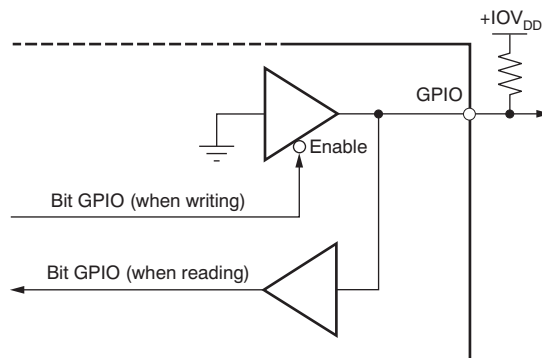 +IOVDD
GPIO
Enable
Bit GPIO (when writing)
Bit GPIO (when reading)